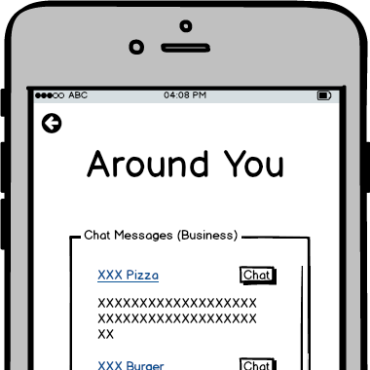 ABC 04:08 PM
Around You
Chat Messages (Business)
XXX Pizza Chat
XXXXXXXXXXXXXXXXXXX
XXXXXXXXXXXXXXXXXXX
XX
XXX Burger Chat